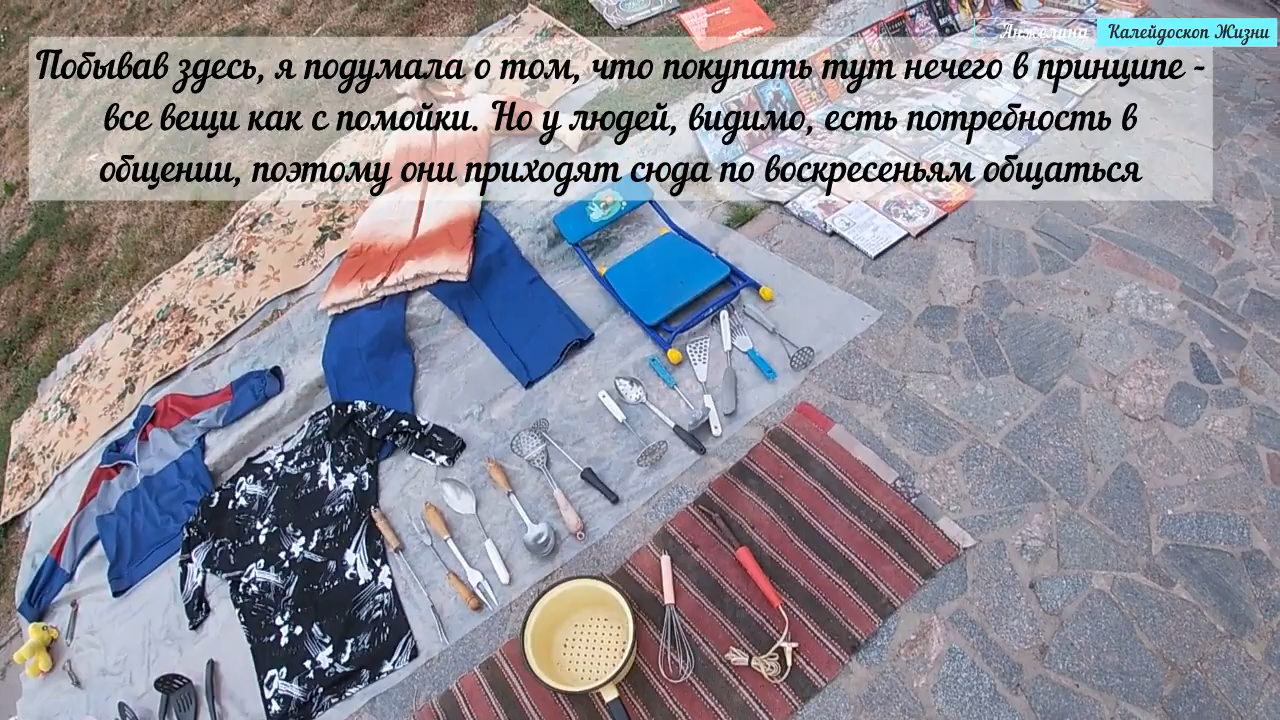 Анжелина
Калейдоскоп Жизни
Побывав здесь, я подумала о том, что покупать тут нечего в принципе -
все вещи как с помойки. Но у людей, видимо, есть потребность в
общении, поэтому они приходят сюда по воскресеньям общаться